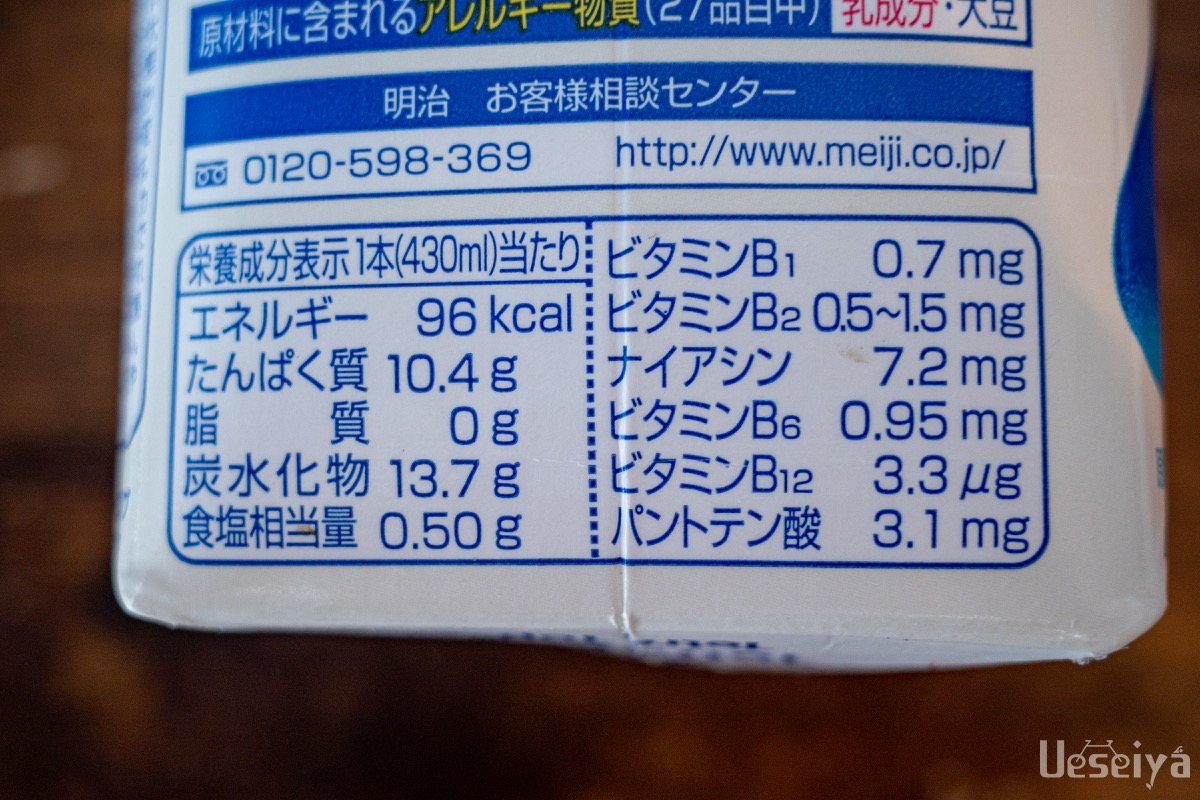 原材料に含まれるアレルギー物質(27品目中) 乳成分・大豆
明治 お客様相談センター
0120-598-369 http://www.meiji.co.jp/
栄養成分表示 1本(430ml)当たり
エネルギー 96 kcal
たんぱく質 10.4 g
脂質 0 g
炭水化物 13.7 g
食塩相当量 0.50 g
ビタミンB1 0.7 mg
ビタミンB2 0.5~1.5 mg
ナイアシン 7.2 mg
ビタミンB6 0.95 mg
ビタミンB12 3.3 μg
パントテン酸 3.1 mg
Ueseiya